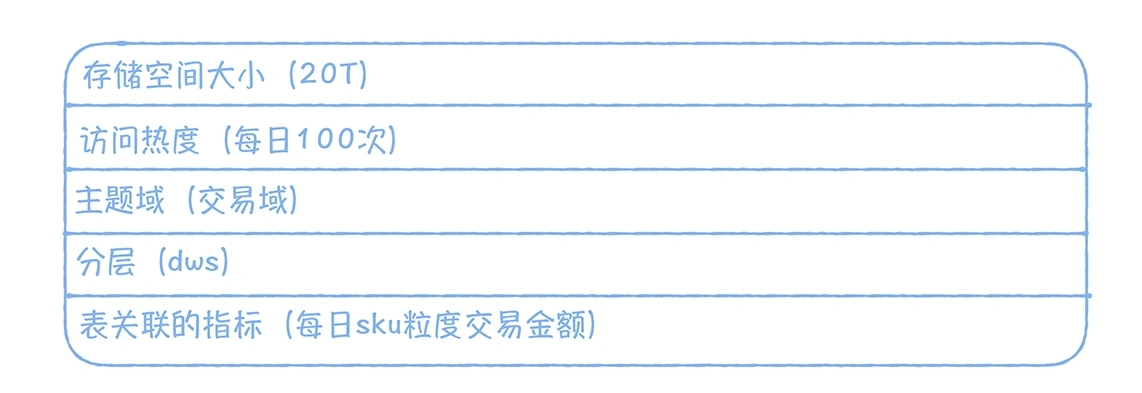 存储空间大小（20T）
访问热度（每日100次）
主题域（交易域）
分层（dws）
表关联的指标（每日sku粒度交易金额）